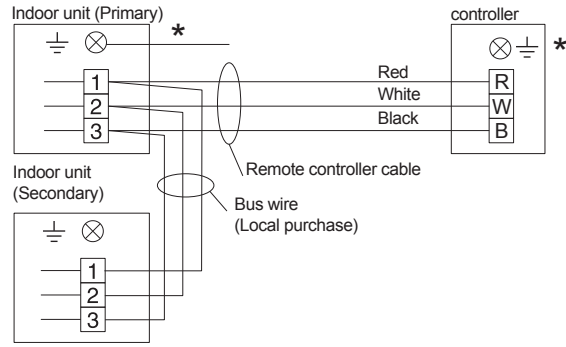 Indoor unit (Primary)
*
controller
*
1
2
3
Red
White
Black
R
W
B
Remote controller cable
Indoor unit
(Secondary)
Bus wire
(Local purchase)
1
2
3